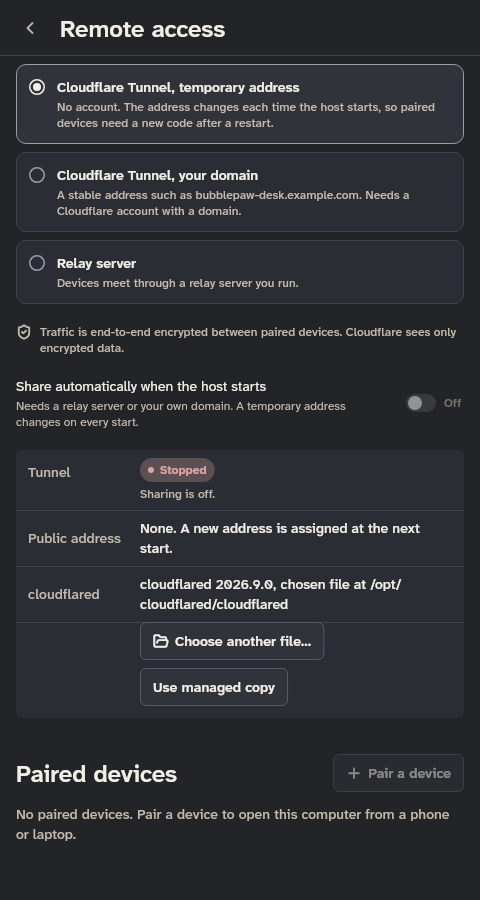 Remote access
Cloudflare Tunnel, temporary address
No account. The address changes each time the host starts, so paired
devices need a new code after a restart.
Cloudflare Tunnel, your domain
A stable address such as bubblepaw-desk.example.com. Needs a
Cloudflare account with a domain.
Relay server
Devices meet through a relay server you run.
Traffic is end-to-end encrypted between paired devices. Cloudflare sees only
encrypted data.
Share automatically when the host starts
Needs a relay server or your own domain. A temporary address
changes on every start.
Off
Tunnel
Stopped
Sharing is off.
Public address
None. A new address is assigned at the next
start.
cloudflared
cloudflared 2026.9.0, chosen file at /opt/
cloudflared/cloudflared
Choose another file...
Use managed copy
Paired devices
Pair a device
No paired devices. Pair a device to open this computer from a phone
or laptop.